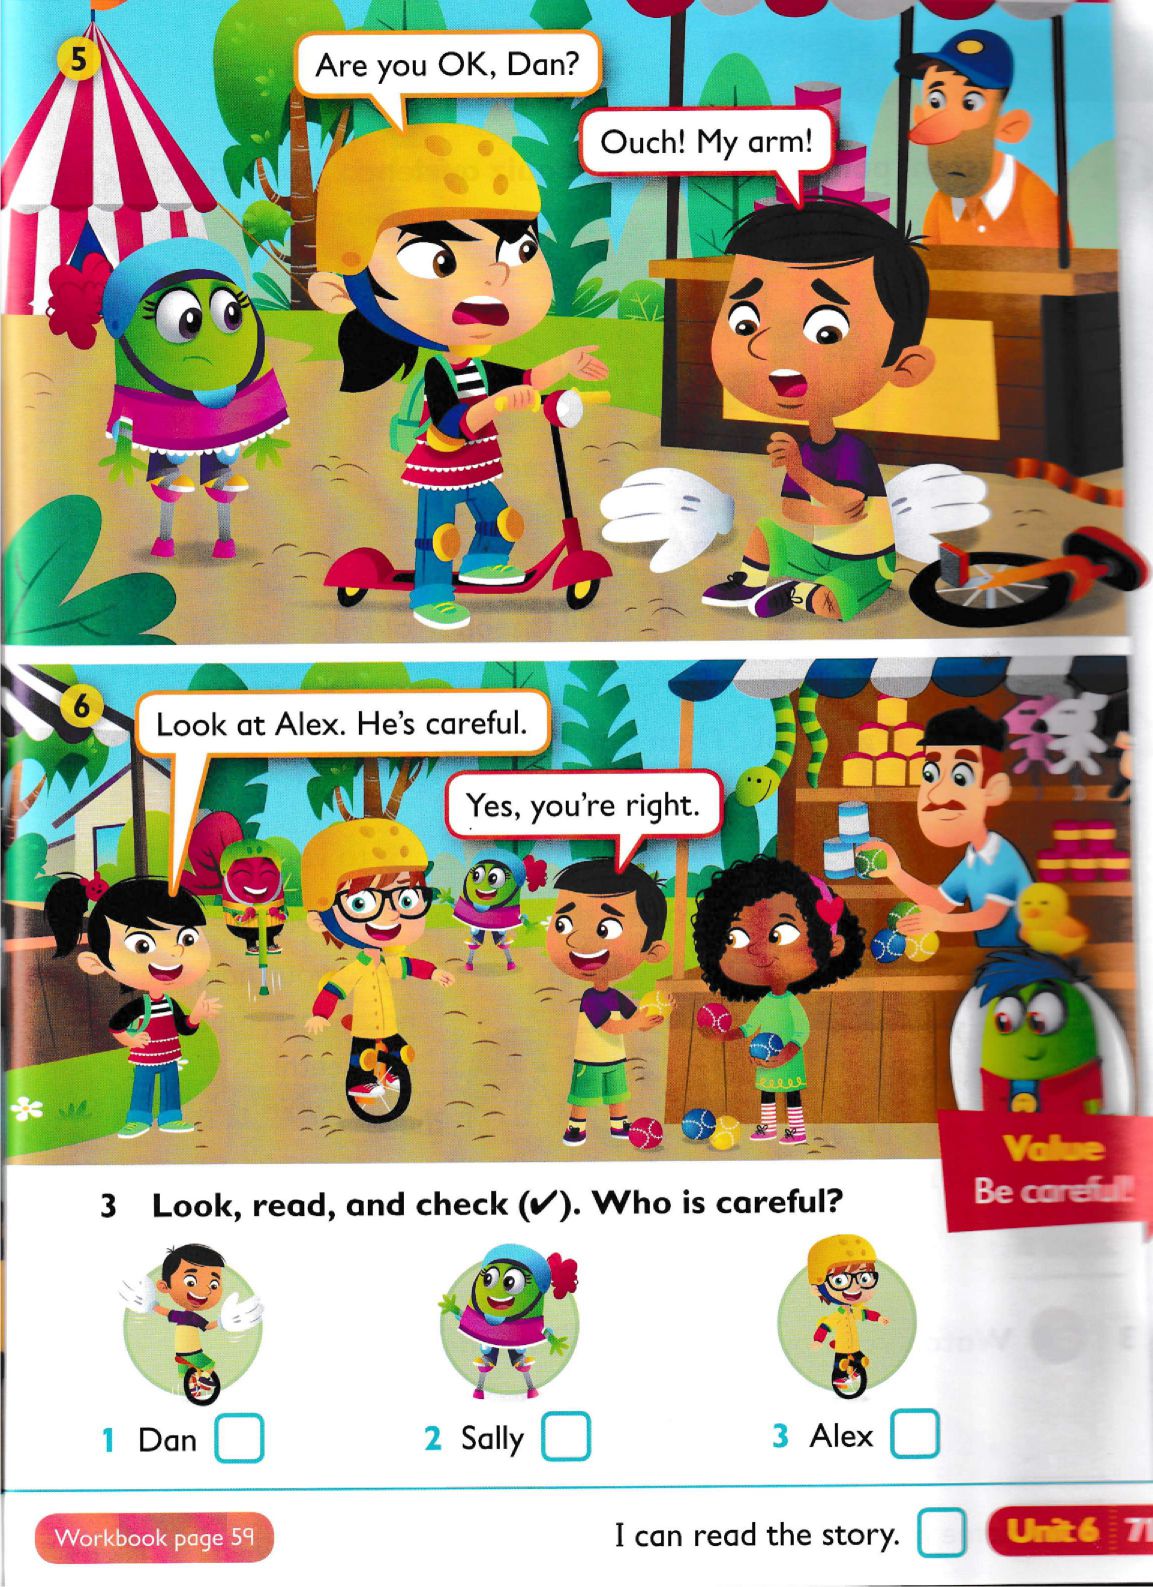 5
Are you OK, Dan?
Ouch! My arm!
6
Look at Alex. He's careful.
Yes, you're right.
Value
Be careful!
3 Look, read, and check (✔). Who is careful?
1 Dan
2 Sally
3 Alex
Workbook page 59
I can read the story.
Unit 6 71